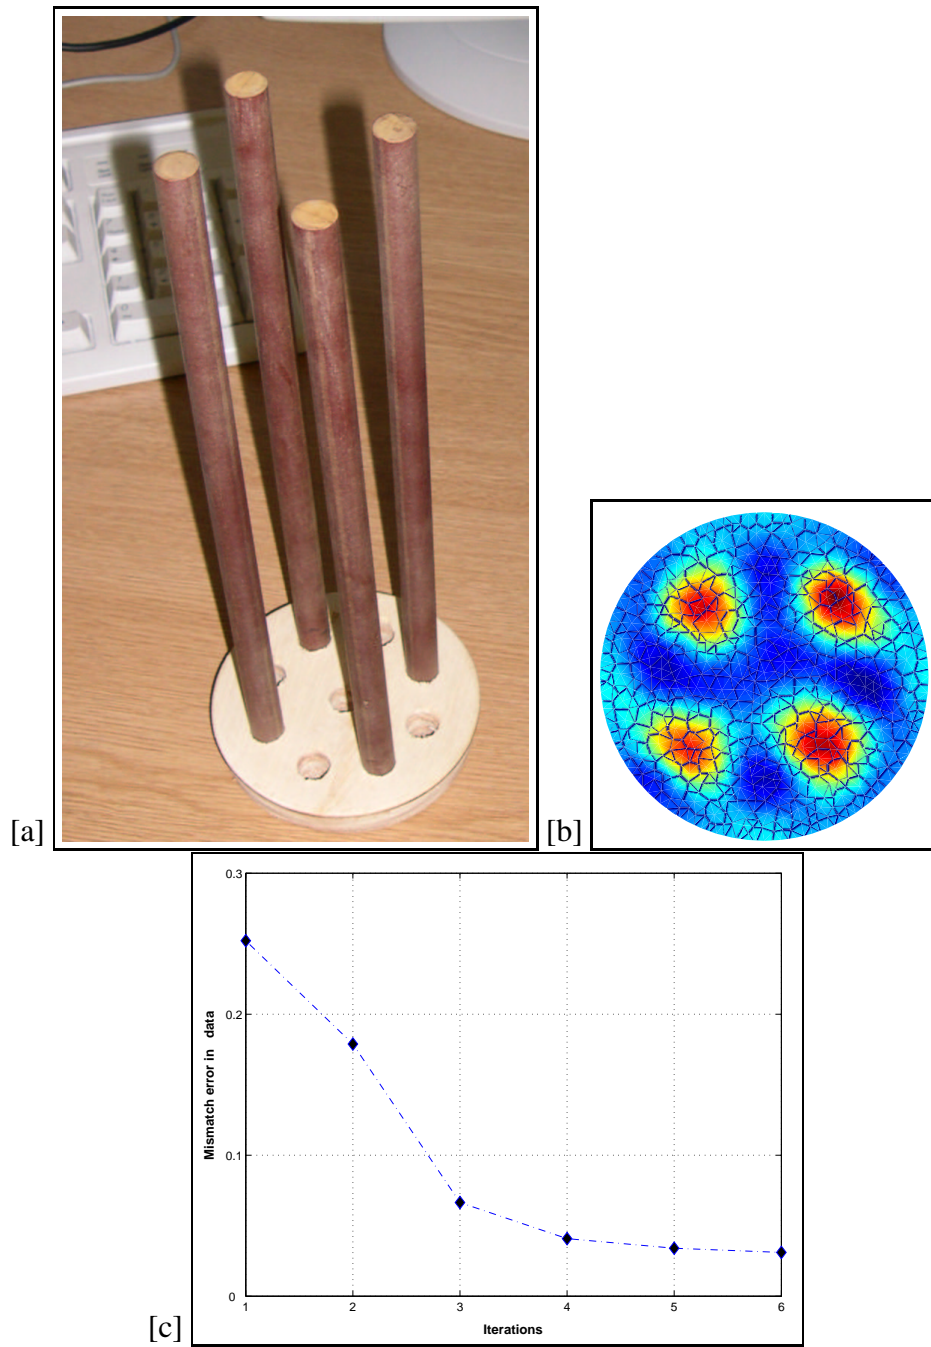 [a]
[b]
0.3
0.2
0.1
0
Mismatch error in data
1 2 3 4 5 6
Iterations
[c]